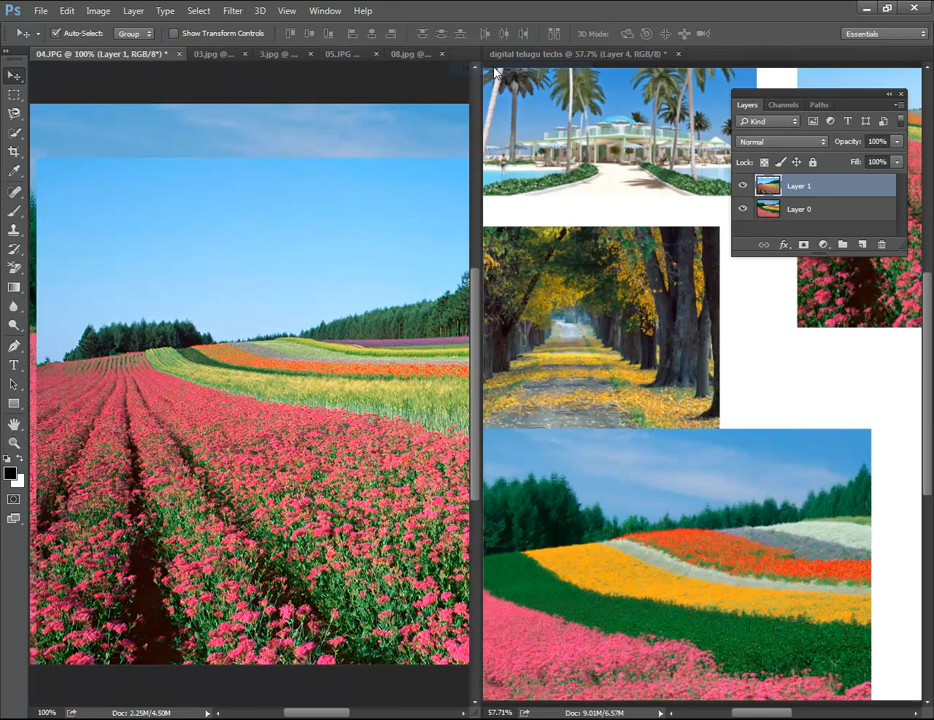 Ps File Edit Image Layer Type Select Filter 3D View Window Help
Auto-Select: Group Show Transform Controls 3D Mode: Essentials
04.JPG @ 100% (Layer 1, RGB/8*) * × 03.jpg @... × 3.jpg @ ... × 05.JPG ... × 08.jpg @... × digital telugu techs @ 57.7% (Layer 4, RGB/8) * ×
Layers Channels Paths
Kind
Normal Opacity: 100%
Lock: Fill: 100%
Layer 1
Layer 0
100% Doc: 2.25M/4.50M 57.71% Doc: 9.01M/6.57M